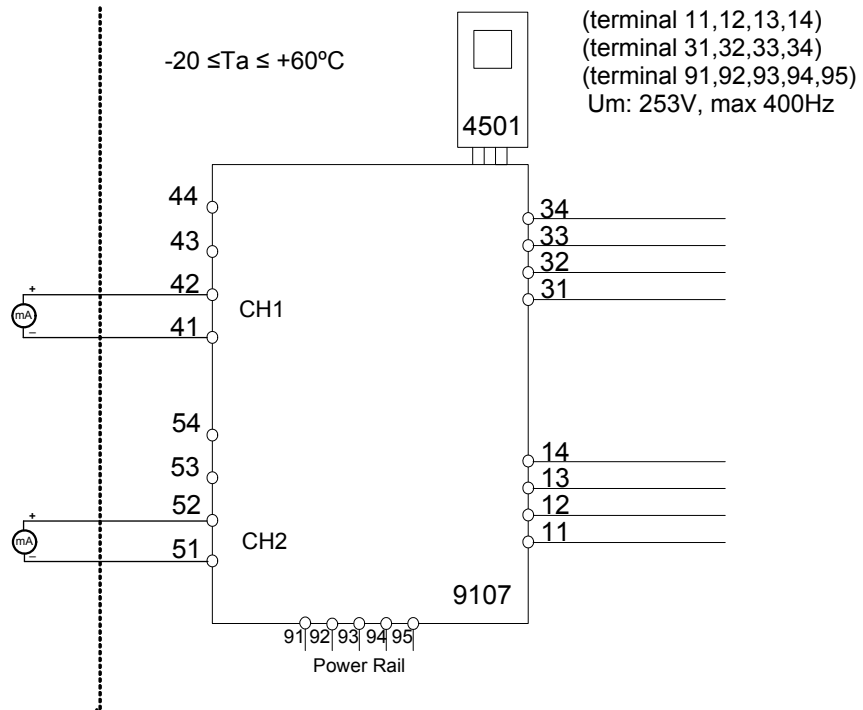 (terminal 11,12,13,14)
-20 ≤Ta ≤ +60ºC
(terminal 31,32,33,34)
(terminal 91,92,93,94,95)
Um: 253V, max 400Hz
4501
44
34
43
33
32
42
31
+
mA
CH1
41
–
54
14
53
13
52
12
+
mA
CH2
11
51
–
9107
91 92 93 94 95
Power Rail